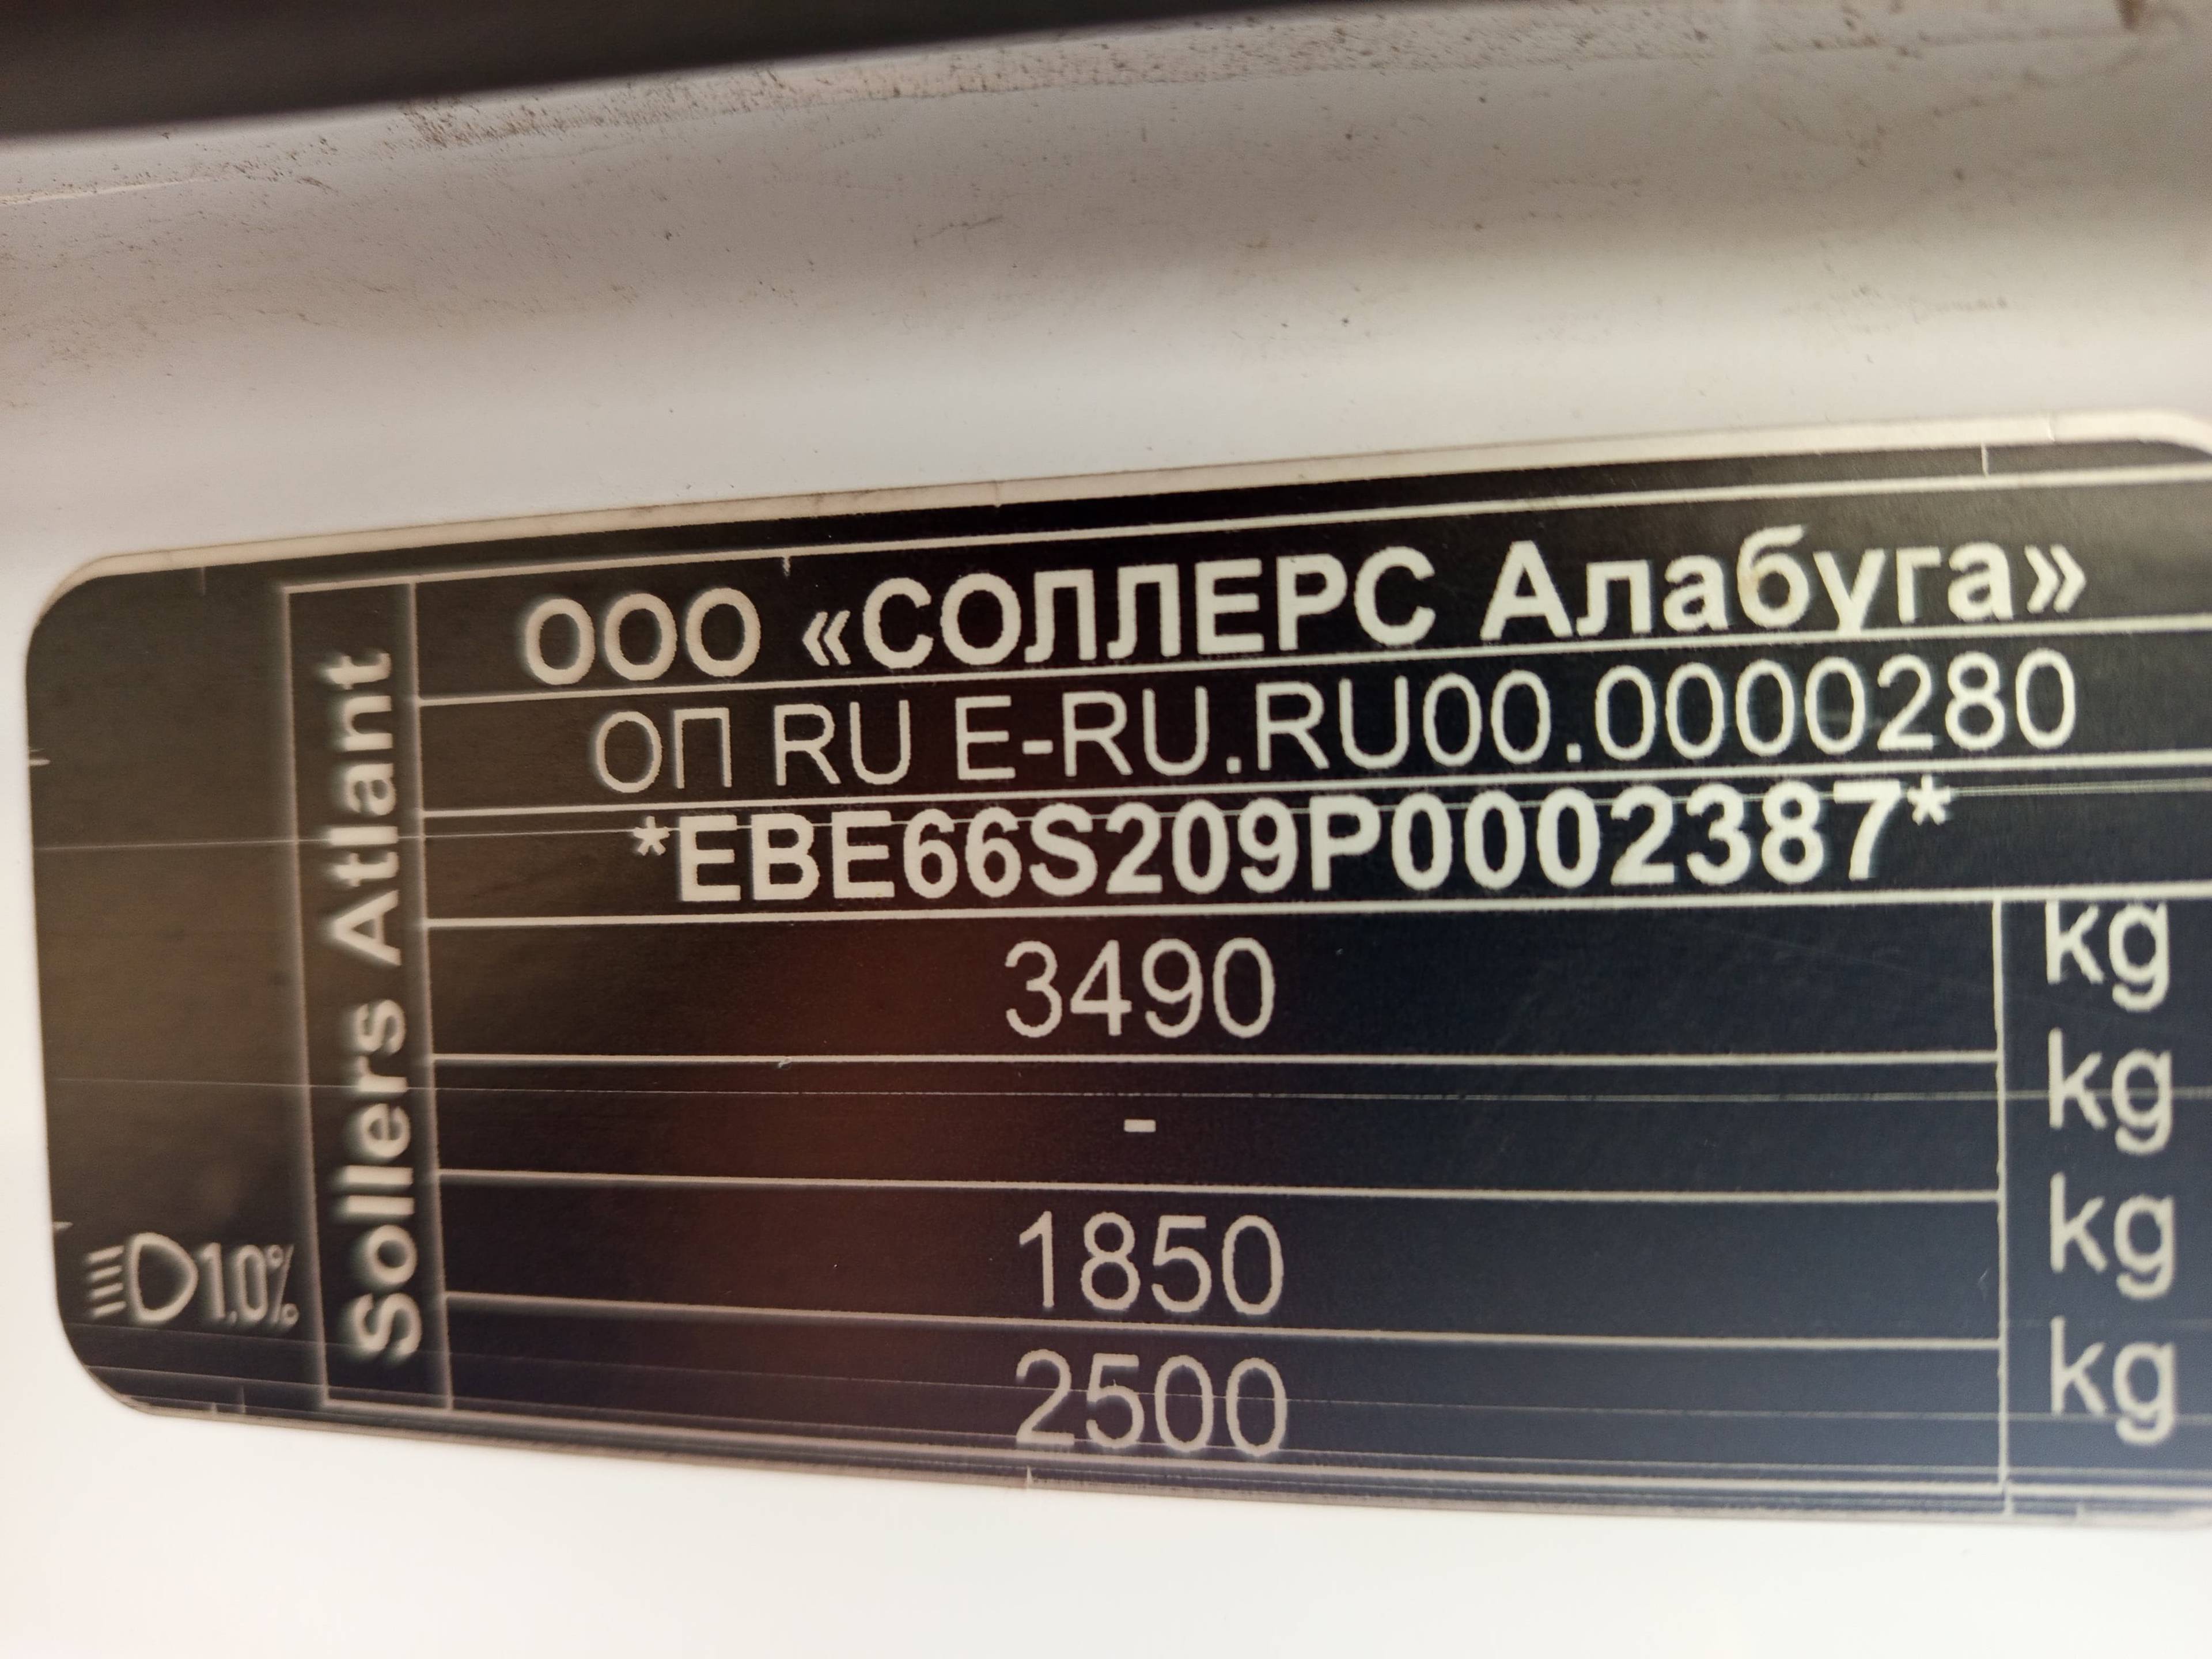 ООО «СОЛЛЕРС Алабуга»
ОП RU E-RU.RU00.0000280
*EBE66S209P0002387*
3490 kg
- kg
1850 kg
2500 kg
Sollers Atlant
1,0%